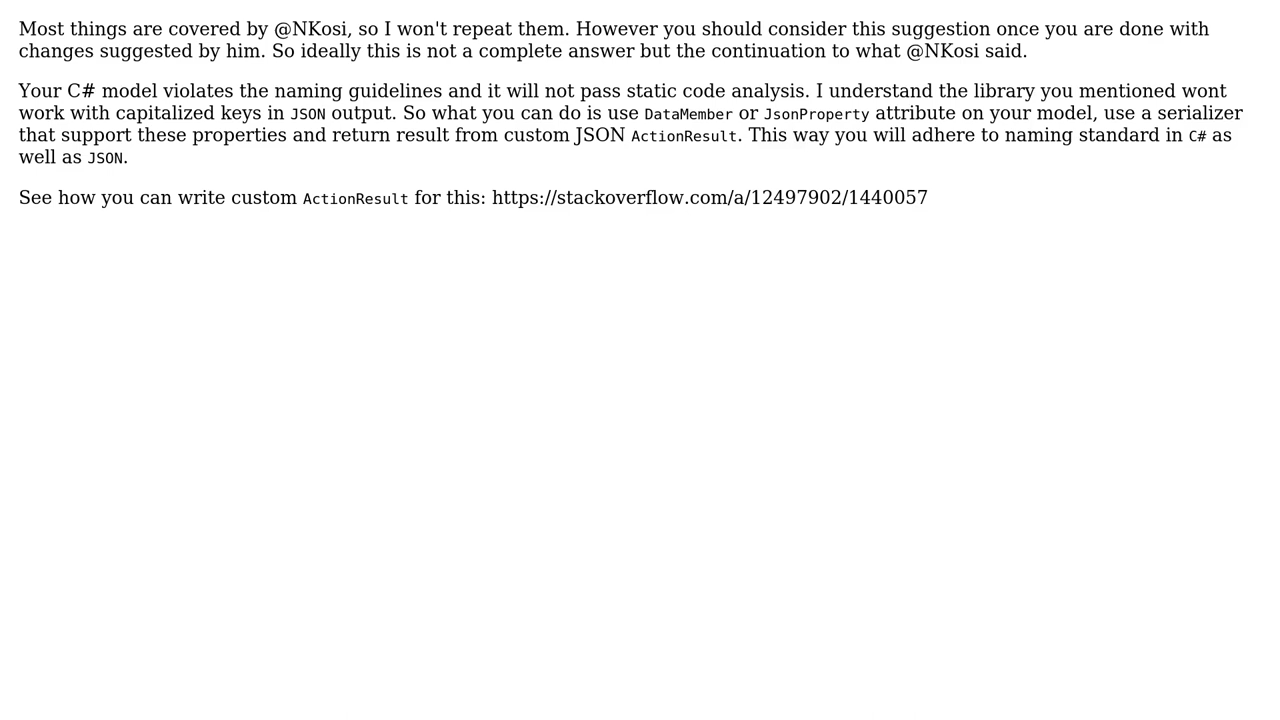 Most things are covered by @NKosi, so I won't repeat them. However you should consider this suggestion once you are done with
changes suggested by him. So ideally this is not a complete answer but the continuation to what @NKosi said.
Your C# model violates the naming guidelines and it will not pass static code analysis. I understand the library you mentioned wont
work with capitalized keys in JSON output. So what you can do is use DataMember or JsonProperty attribute on your model, use a serializer
that support these properties and return result from custom JSON ActionResult. This way you will adhere to naming standard in C# as
well as JSON.
See how you can write custom ActionResult for this: https://stackoverflow.com/a/12497902/1440057